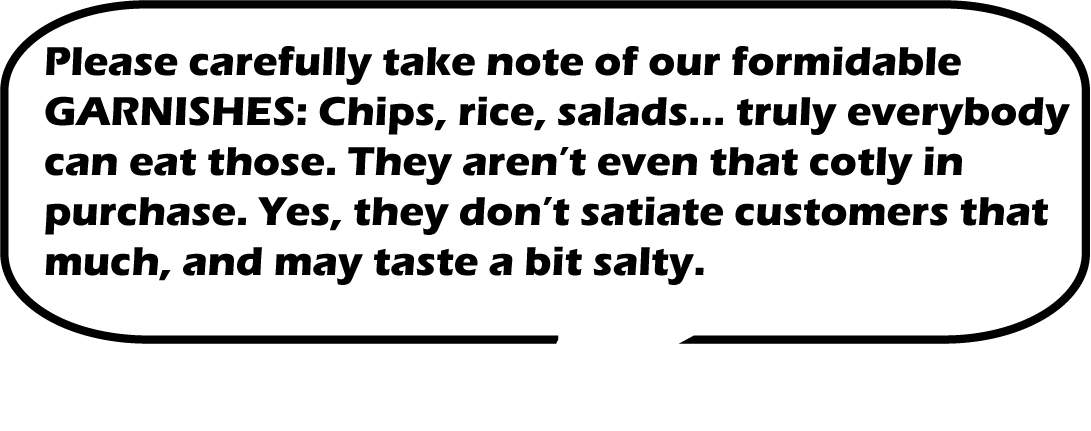 Please carefully take note of our formidable
GARNISHES: Chips, rice, salads... truly everybody
can eat those. They aren't even that cotly in
purchase. Yes, they don't satiate customers that
much, and may taste a bit salty.